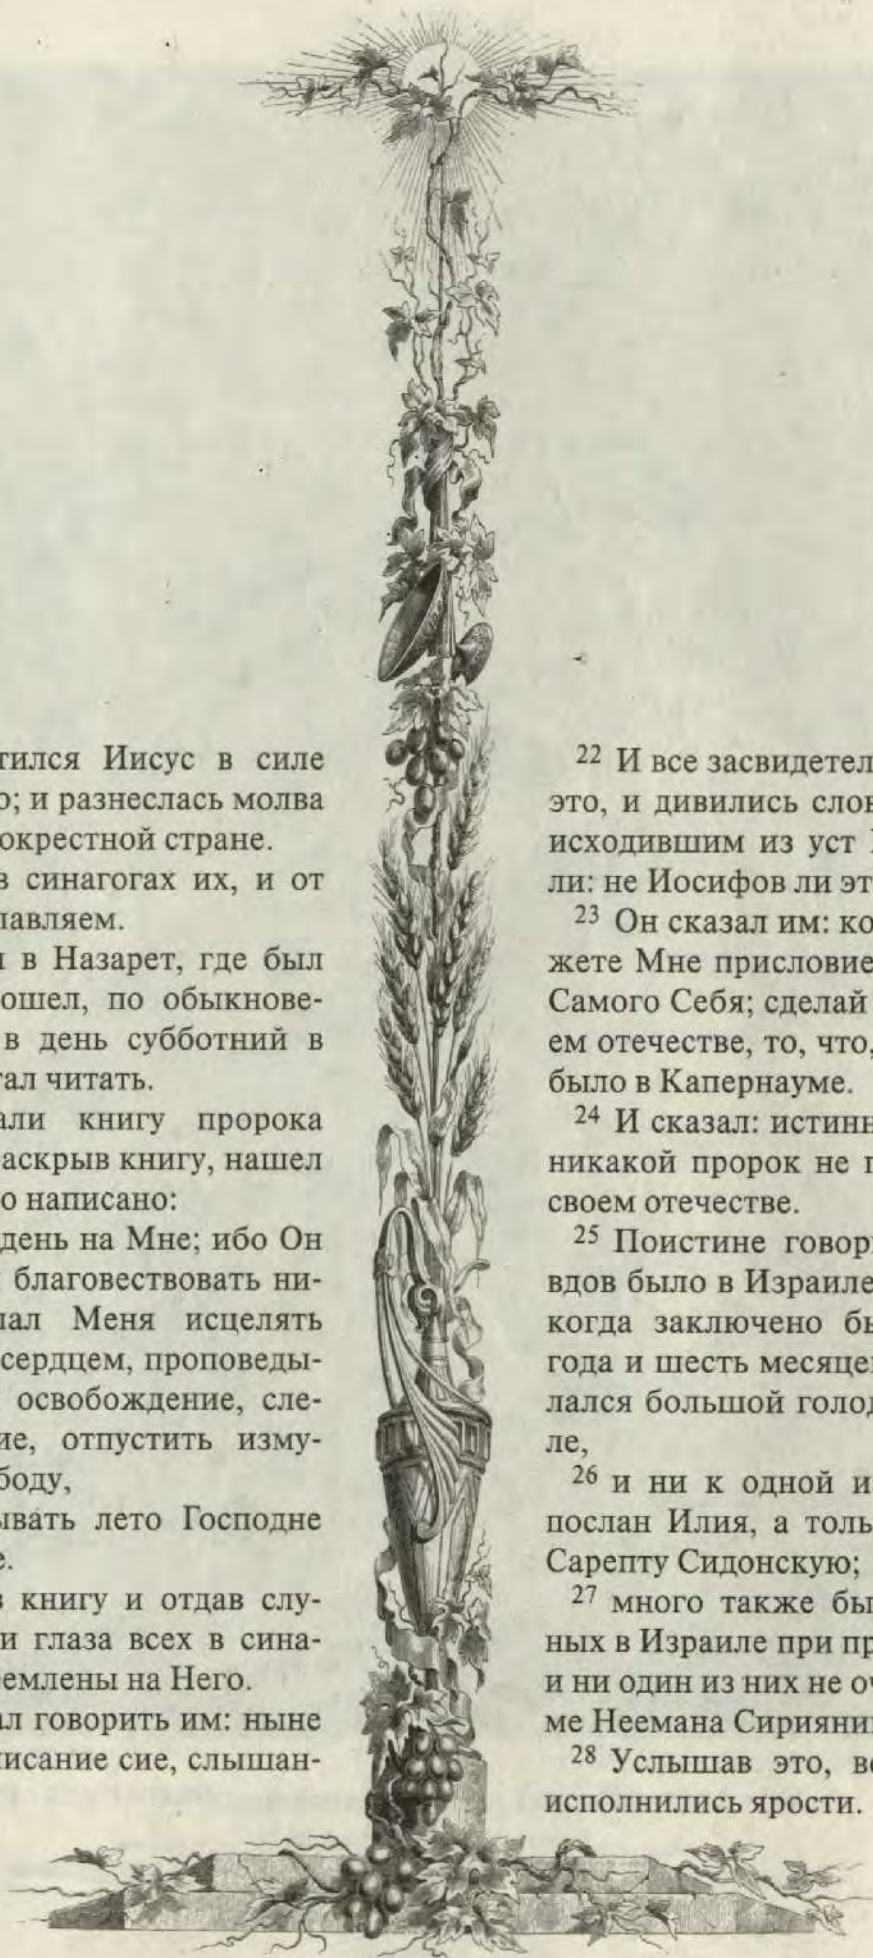 тился Иисус в силе
; и разнеслась молва
окрестной стране.
в синагогах их, и от
лавляем.
в Назарет, где был
ошел, по обыкнове-
в день субботний в
тал читать.
али книгу пророка
аскрыв книгу, нашел
о написано:
день на Мне; ибо Он
благовествовать ни-
лал Меня исцелять
сердцем, проповеды-
освобождение, сле-
ие, отпустить изму-
боду,
ывать лето Господне
е.
в книгу и отдав слу-
и глаза всех в сина-
емлены на Него.
ал говорить им: ныне
исание сие, слышан-
22 И все засвидетел
это, и дивились слов
исходившим из уст
ли: не Иосифов ли эт
23 Он сказал им: ко
жете Мне присловие
Самого Себя; сделай
ем отечестве, то, что,
было в Капернауме.
24 И сказал: истинн
никакой пророк не п
своем отечестве.
25 Поистине говор
вдов было в Израиле
когда заключено бы
года и шесть месяце
лался большой голод
ле,
26 и ни к одной и
послан Илия, а толь
Сарепту Сидонскую;
27 много также бы
ных в Израиле при пр
и ни один из них не оч
ме Неемана Сирияни
28 Услышав это, в
исполнились ярости.